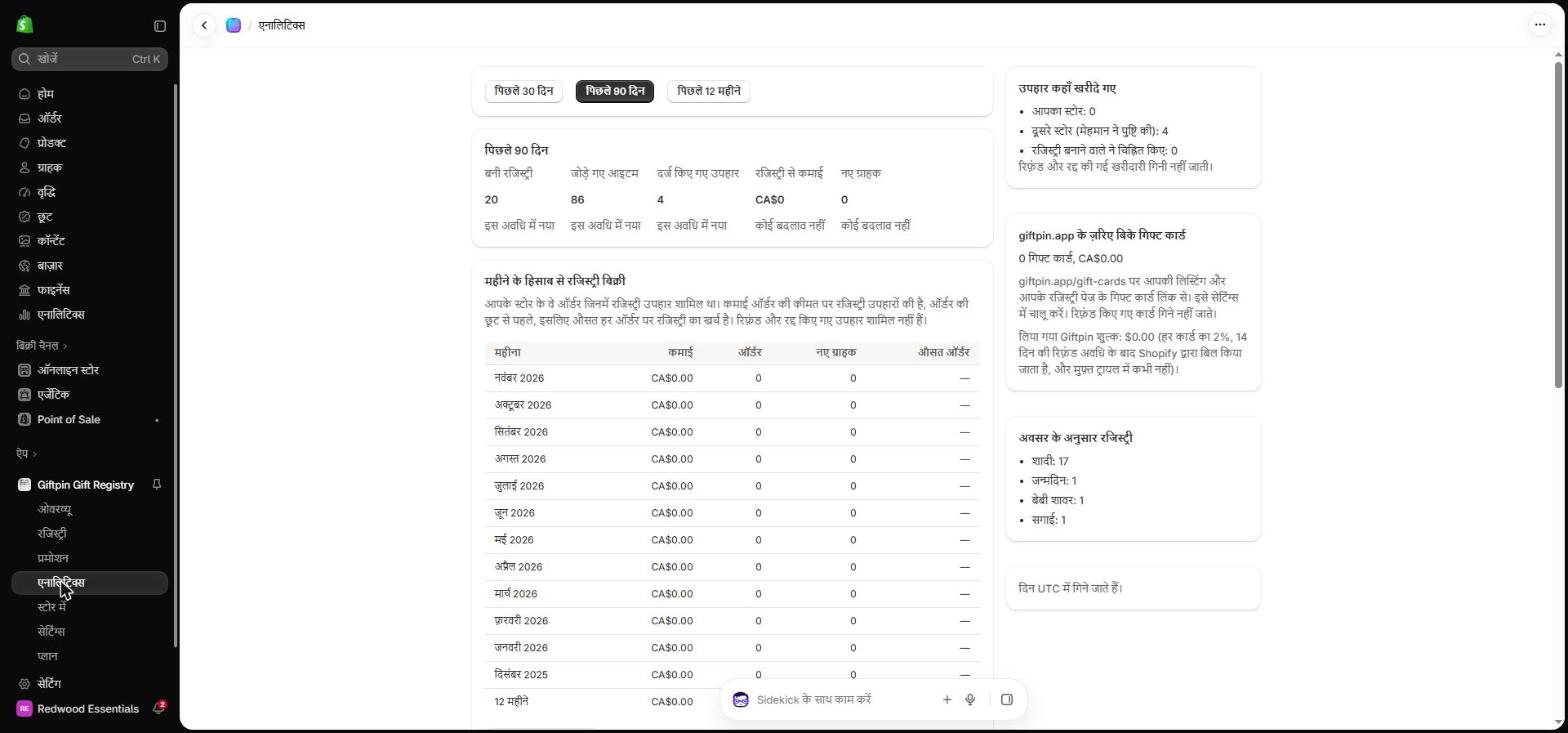 खोजें
Ctrl K
होम
ऑर्डर
प्रोडक्ट
ग्राहक
वृद्धि
छूट
कॉन्टेंट
बाज़ार
फाइनेंस
एनालिटिक्स
बिक्री चैनल
ऑनलाइन स्टोर
एजेंटिक
Point of Sale
ऐप
Giftpin Gift Registry
ओवरव्यू
रजिस्ट्री
प्रमोशन
एनालिटिक्स
स्टोर में
सेटिंग्स
प्लान
सेटिंग
RE
Redwood Essentials
2
/ एनालिटिक्स
पिछले 30 दिन
पिछले 90 दिन
पिछले 12 महीने
पिछले 90 दिन
बनी रजिस्ट्री जोड़े गए आइटम दर्ज किए गए उपहार रजिस्ट्री से कमाई नए ग्राहक
20 86 4 CA$0 0
इस अवधि में नया इस अवधि में नया इस अवधि में नया कोई बदलाव नहीं कोई बदलाव नहीं
महीने के हिसाब से रजिस्ट्री बिक्री
आपके स्टोर के वे ऑर्डर जिनमें रजिस्ट्री उपहार शामिल था। कमाई ऑर्डर की कीमत पर रजिस्ट्री उपहारों की है, ऑर्डर की
छूट से पहले, इसलिए औसत हर ऑर्डर पर रजिस्ट्री का खर्च है। रिफ़ंड और रद्द किए गए उपहार शामिल नहीं हैं।
महीना कमाई ऑर्डर नए ग्राहक औसत ऑर्डर
नवंबर 2026 CA$0.00 0 0 —
अक्टूबर 2026 CA$0.00 0 0 —
सितंबर 2026 CA$0.00 0 0 —
अगस्त 2026 CA$0.00 0 0 —
जुलाई 2026 CA$0.00 0 0 —
जून 2026 CA$0.00 0 0 —
मई 2026 CA$0.00 0 0 —
अप्रैल 2026 CA$0.00 0 0 —
मार्च 2026 CA$0.00 0 0 —
फ़रवरी 2026 CA$0.00 0 0 —
जनवरी 2026 CA$0.00 0 0 —
दिसंबर 2025 CA$0.00 0 0 —
12 महीने CA$0.00
Sidekick के साथ काम करें
उपहार कहाँ खरीदे गए
• आपका स्टोर: 0
• दूसरे स्टोर (मेहमान ने पुष्टि की): 4
• रजिस्ट्री बनाने वाले ने चिह्नित किए: 0
रिफ़ंड और रद्द की गई खरीदारी गिनी नहीं जाती।
giftpin.app के ज़रिए बिके गिफ्ट कार्ड
0 गिफ्ट कार्ड, CA$0.00
giftpin.app/gift-cards पर आपकी लिस्टिंग और
आपके रजिस्ट्री पेज के गिफ्ट कार्ड लिंक से। इसे सेटिंग्स
में चालू करें। रिफ़ंड किए गए कार्ड गिने नहीं जाते।
लिया गया Giftpin शुल्क: $0.00 (हर कार्ड का 2%, 14
दिन की रिफ़ंड अवधि के बाद Shopify द्वारा बिल किया
जाता है, और मुफ़्त ट्रायल में कभी नहीं)।
अवसर के अनुसार रजिस्ट्री
• शादी: 17
• जन्मदिन: 1
• बेबी शावर: 1
• सगाई: 1
दिन UTC में गिने जाते हैं।